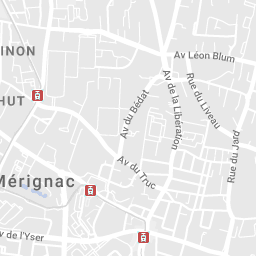 INON
Av Léon Blum
HUT
Av du Bédat
Av de la Libération
Rue du Liveau
Rue du Jard
Av du Truc
Mérignac
v de l'Yser